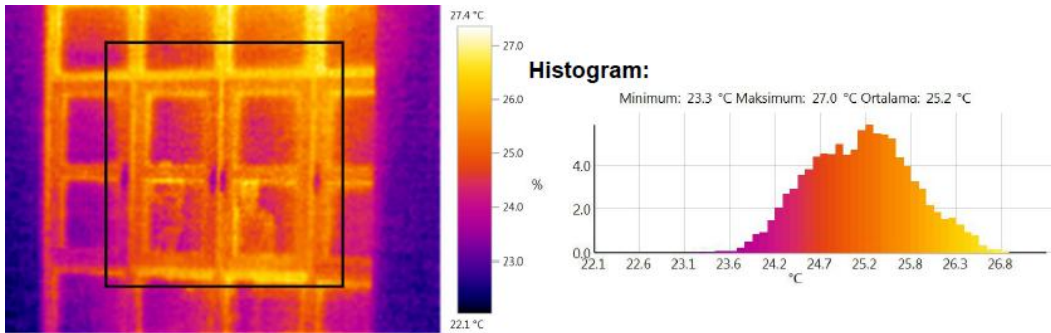 27.4 °C
27.0
26.0
25.0
24.0
23.0
22.1 °C
Histogram:
Minimum: 23.3 °C Maksimum: 27.0 °C Ortalama: 25.2 °C
%
4.0
2.0
0.0
22.1 22.6 23.1 23.6 24.2 24.7 25.2 25.8 26.3 26.8
°C